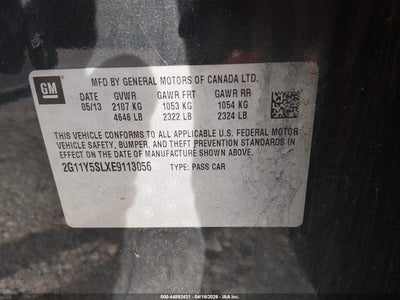 GM
MFD BY GENERAL MOTORS OF CANADA LTD.
DATE GVWR GAWR FRT GAWR RR
05/13 2107 KG 1053 KG 1054 KG
4646 LB 2322 LB 2324 LB
THIS VEHICLE CONFORMS TO ALL APPLICABLE U.S. FEDERAL MOTOR
VEHICLE SAFETY, BUMPER, AND THEFT PREVENTION STANDARDS IN
EFFECT ON THE DATE OF MANUFACTURE SHOWN ABOVE.
2G11Y5SLXE9113056 TYPE: PASS CAR
000-44892431 - 04/18/2026 - IAA Inc.